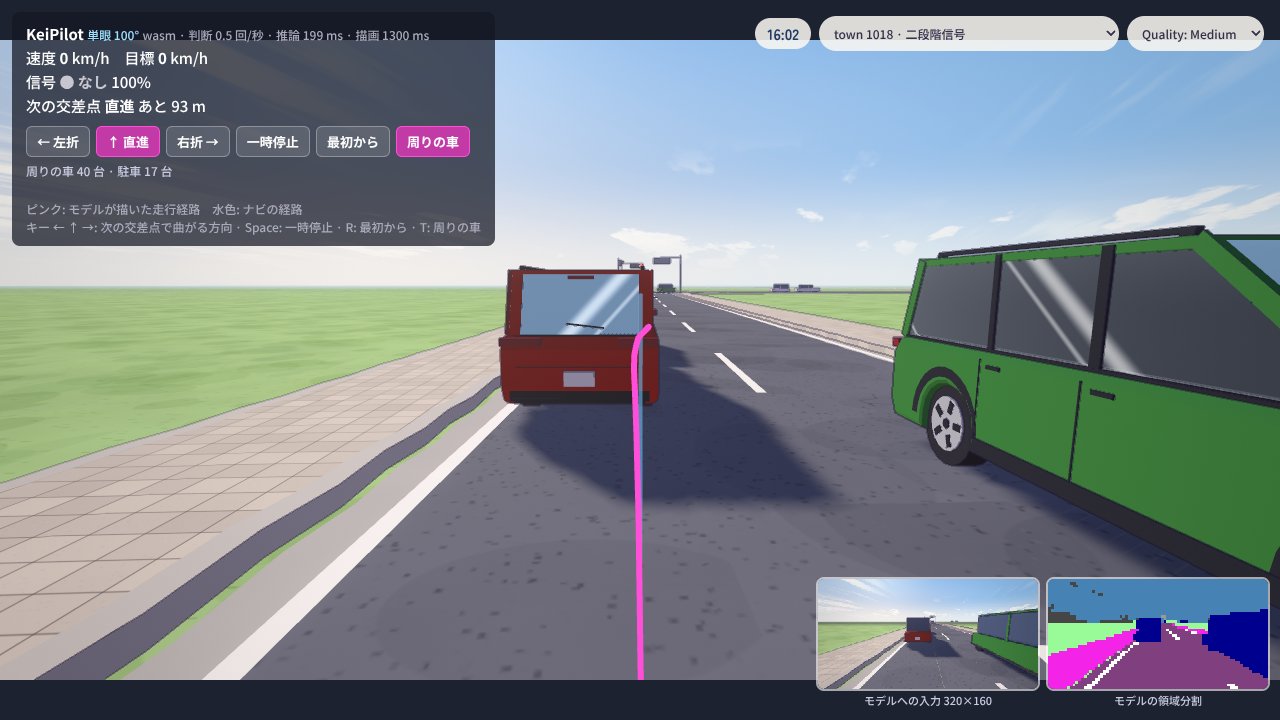 KeiPilot 単眼 100° wasm · 判断 0.5 回/秒 · 推論 199 ms · 描画 1300 ms
速度 0 km/h 目標 0 km/h
信号 なし 100%
次の交差点 直進 あと 93 m
← 左折 ↑ 直進 右折 → 一時停止 最初から 周りの車
周りの車 40 台 · 駐車 17 台
ピンク: モデルが描いた走行経路 水色: ナビの経路
キー ← ↑ →: 次の交差点で曲がる方向 · Space: 一時停止 · R: 最初から · T: 周りの車
16:02
town 1018 · 二段階信号
Quality: Medium
モデルへの入力 320×160
モデルの領域分割